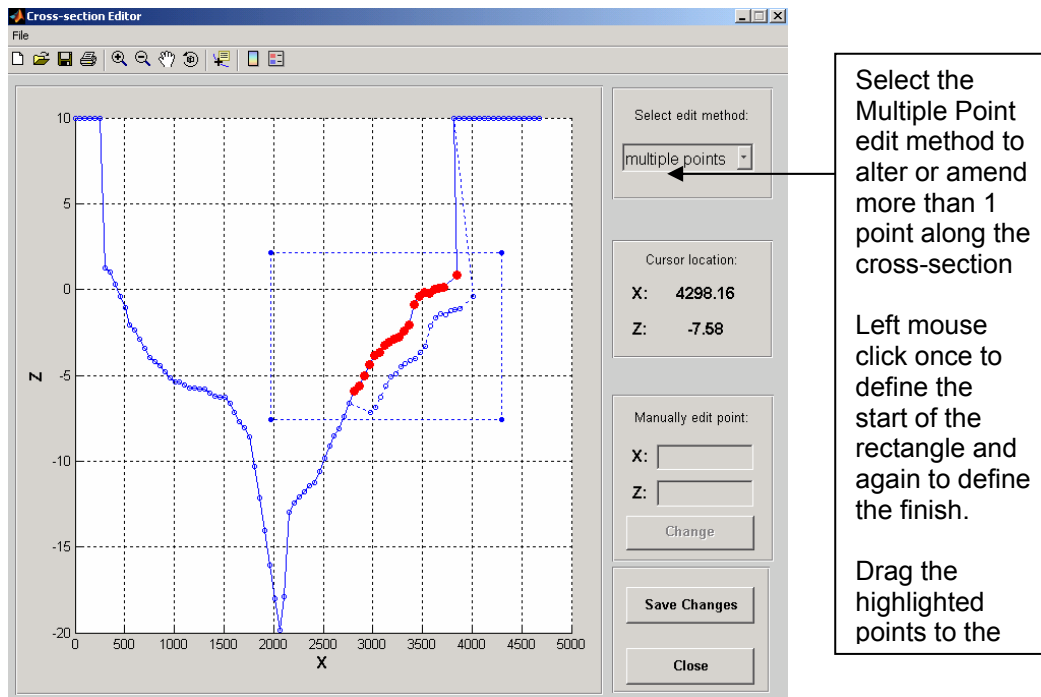 Cross-section Editor
File
10
5
0
-5
-10
-15
-20
Z
0 500 1000 1500 2000 2500 3000 3500 4000 4500 5000
X
Select edit method:
multiple points
Cursor location:
X: 4298.16
Z: -7.58
Manually edit point:
X:
Z:
Change
Save Changes
Close
Select the
Multiple Point
edit method to
alter or amend
more than 1
point along the
cross-section
Left mouse
click once to
define the
start of the
rectangle and
again to define
the finish.
Drag the
highlighted
points to the